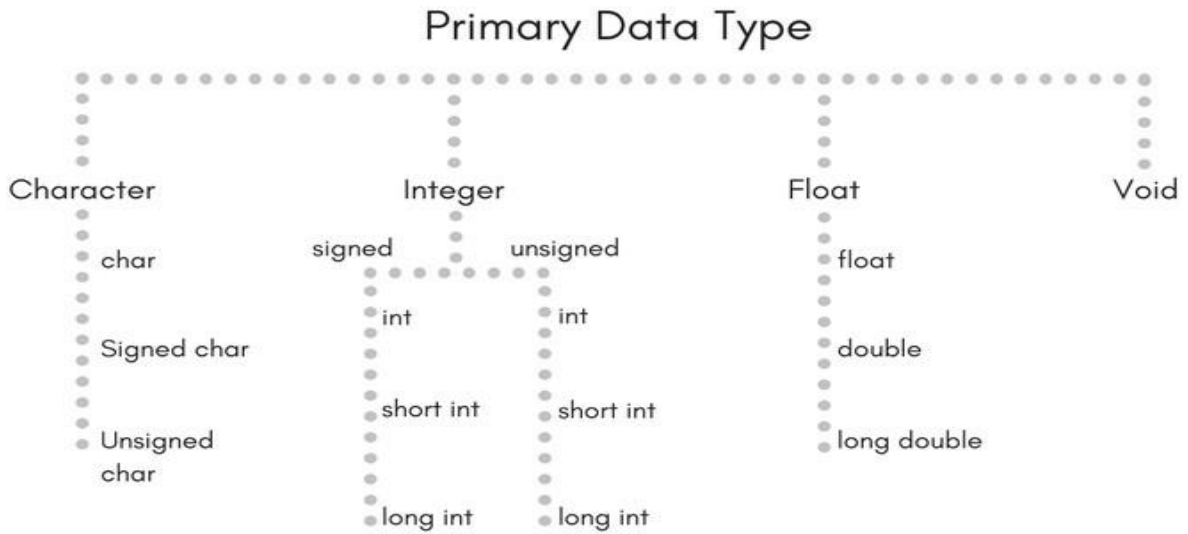 Primary Data Type
Character
Integer
Float
Void
char
Signed char
Unsigned
char
signed
unsigned
int
short int
long int
int
short int
long int
float
double
long double